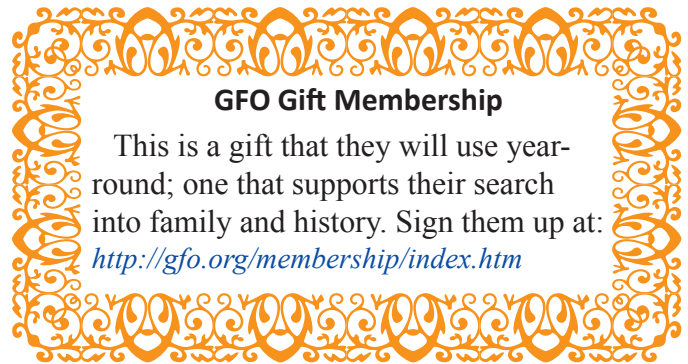 GFO Gift Membership
This is a gift that they will use year-
round; one that supports their search
into family and history. Sign them up at:
http://gfo.org/membership/index.htm